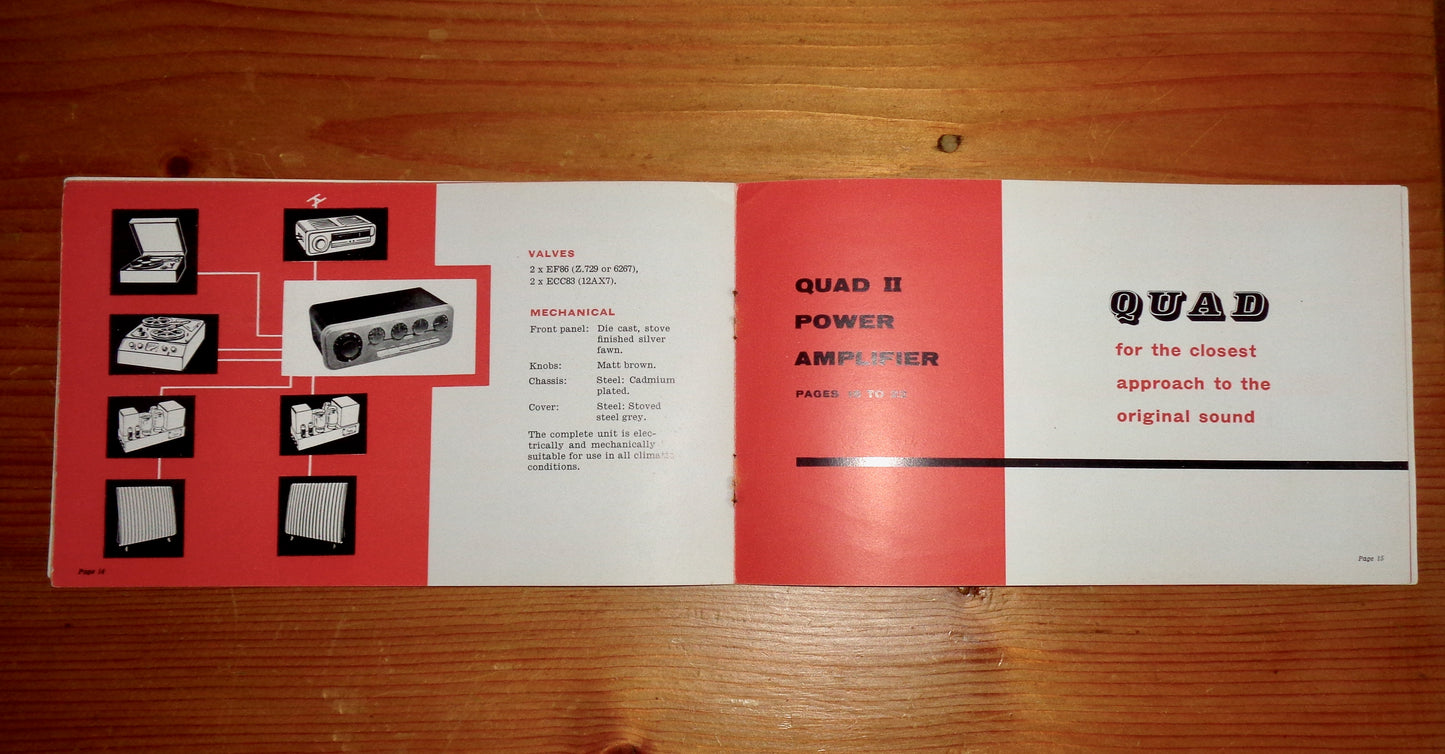 VALVES
2 x EF86 (Z.729 or 6267),
2 x ECC83 (12AX7).
MECHANICAL
Front panel: Die cast, stove
finished silver
fawn.
Knobs: Matt brown.
Chassis: Steel: Cadmium
plated.
Cover: Steel: Stoved
steel grey.
The complete unit is elec-
trically and mechanically
suitable for use in all climatic
conditions.
Page 14
QUAD II
POWER
AMPLIFIER
PAGES TO
QUAD
for the closest
approach to the
original sound
Page 15